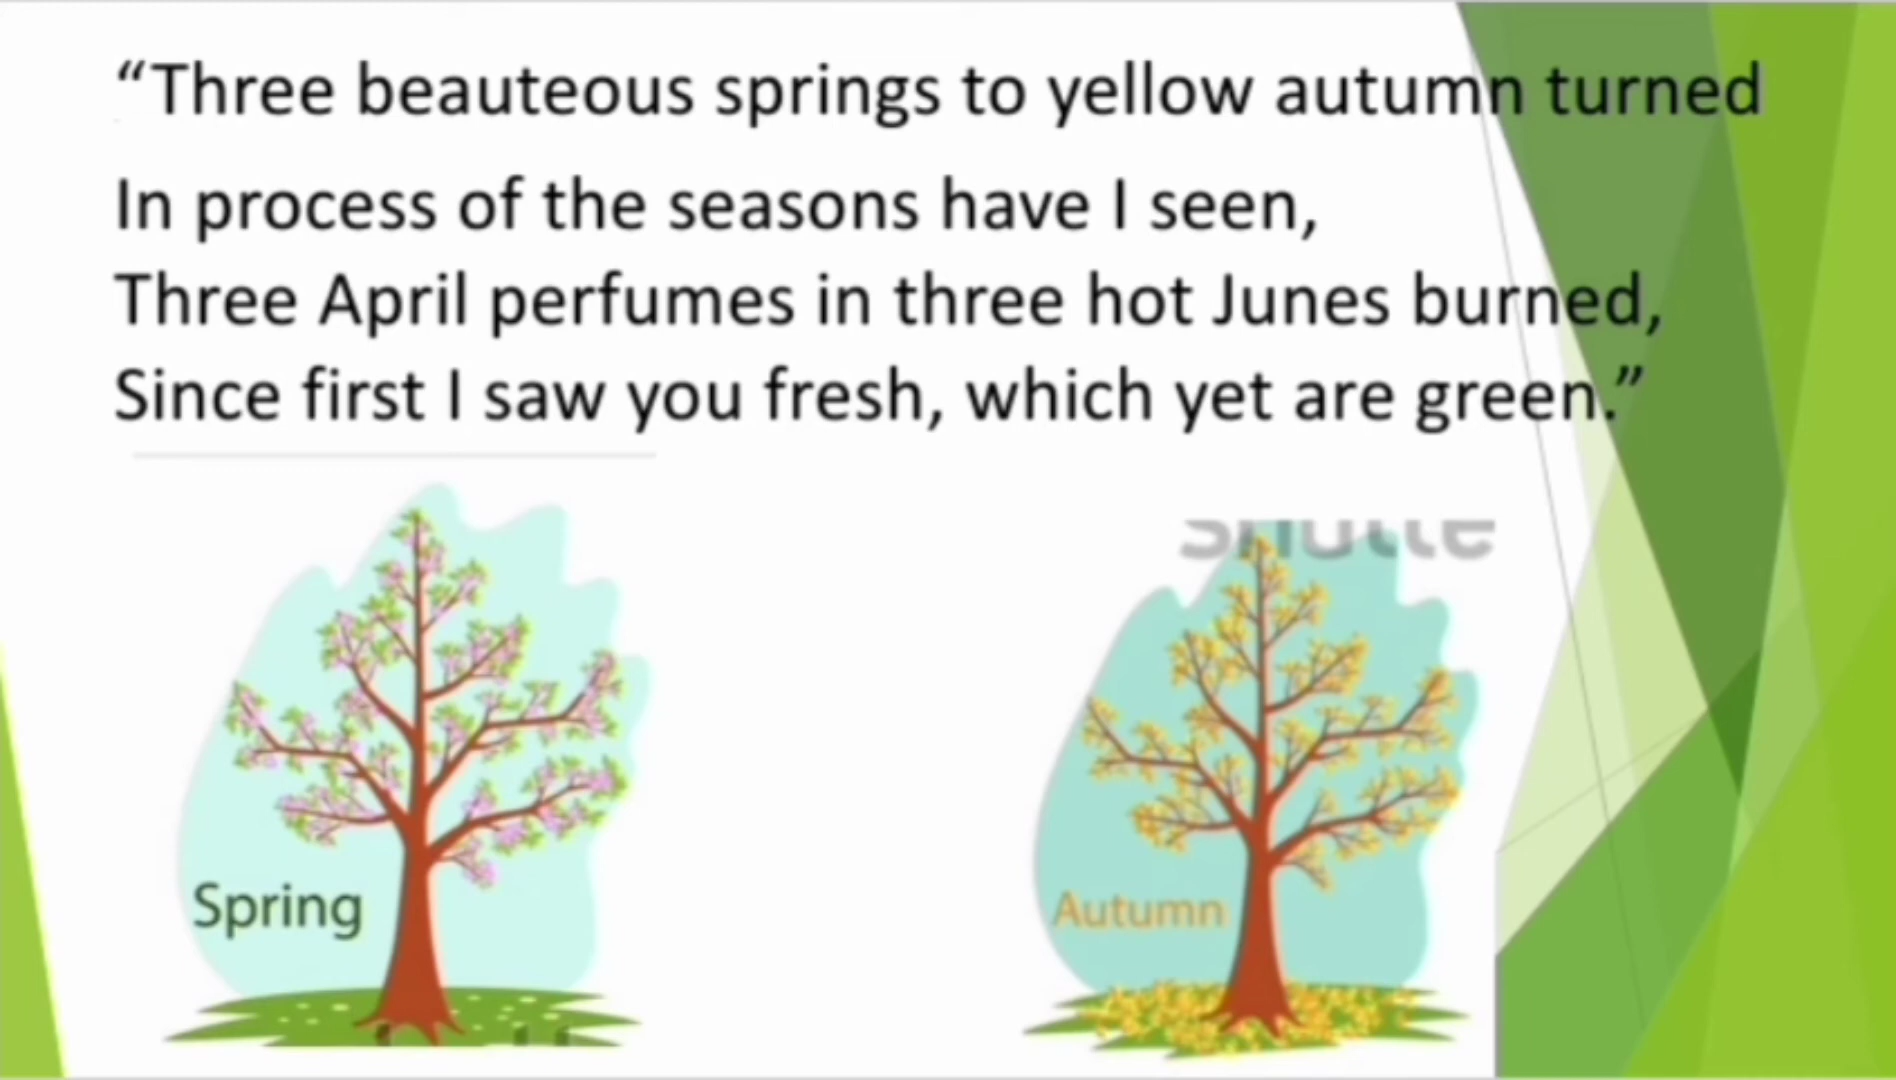 “Three beauteous springs to yellow autumn turned
In process of the seasons have I seen,
Three April perfumes in three hot Junes burned,
Since first I saw you fresh, which yet are green.”
shutte
Spring
Autumn